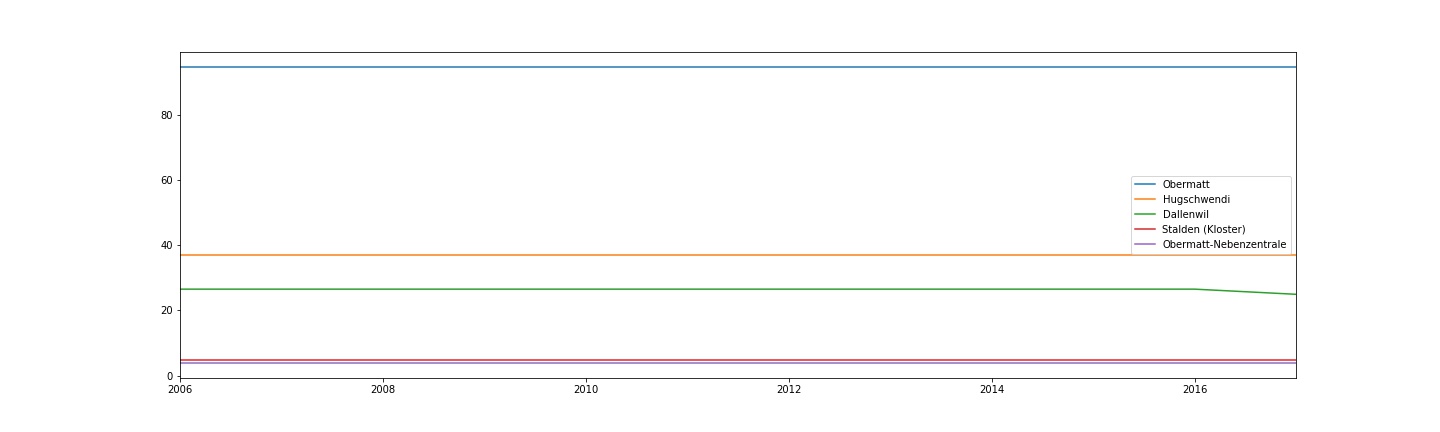 80
60
40
20
0
2006 2008 2010 2012 2014 2016
Obermatt
Hugschwendi
Dallenwil
Stalden (Kloster)
Obermatt-Nebenzentrale